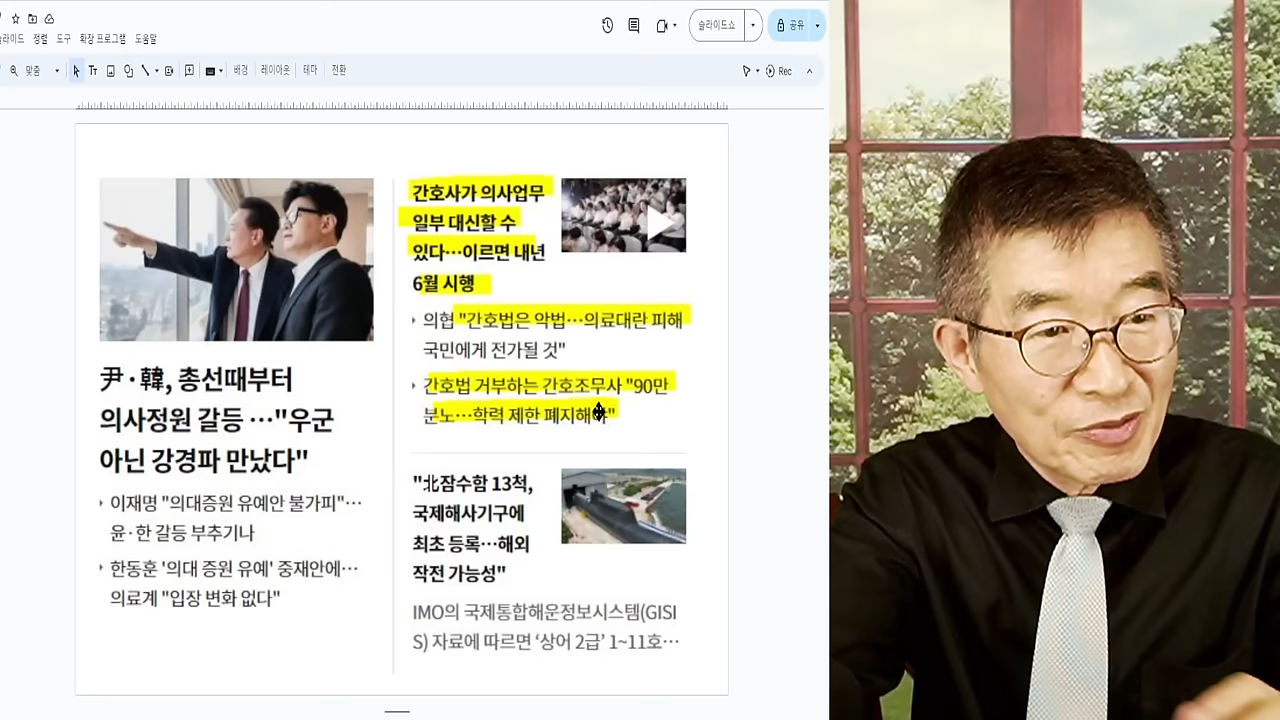 슬라이드 정렬 도구 확장 프로그램 도움말
슬라이드쇼
공유
맞춤
배경 레이아웃 테마 전환
Rec
尹·韓, 총선때부터
의사정원 갈등 …"우군
아닌 강경파 만났다"
이재명 "의대증원 유예안 불가피"…
윤·한 갈등 부추기나
한동훈 '의대 증원 유예' 중재안에…
의료계 "입장 변화 없다"
간호사가 의사업무
일부 대신할 수
있다…이르면 내년
6월 시행
의협 "간호법은 악법…의료대란 피해
국민에게 전가될 것"
간호법 거부하는 간호조무사 "90만
분노…학력 제한 폐지해야"
"北잠수함 13척,
국제해사기구에
최초 등록…해외
작전 가능성"
IMO의 국제통합해운정보시스템(GISI
S) 자료에 따르면 ‘상어 2급’ 1~11호…